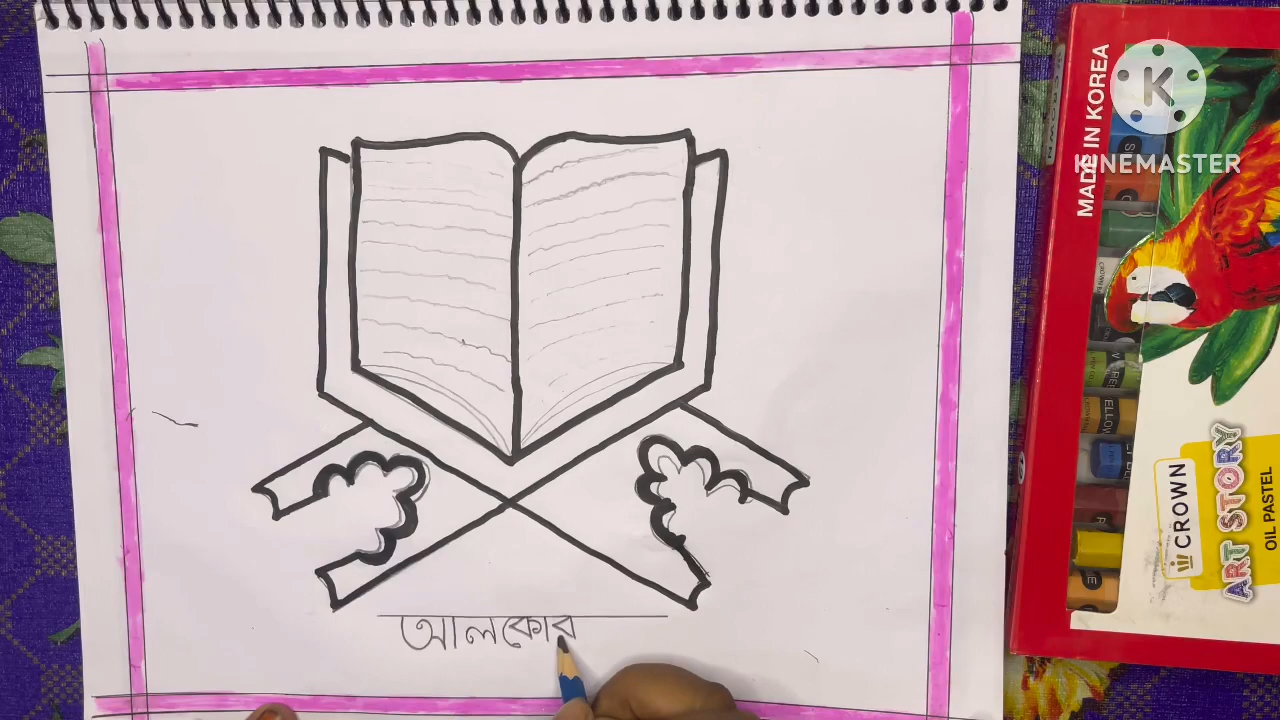 আলকোর
MADE IN KOREA
KINEMASTER
CROWN
ART STORY
OIL PASTEL